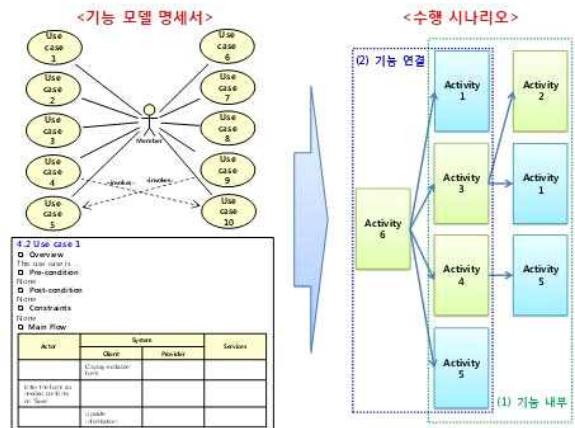 <기능 모델 명세서>
Use case 1
Use case 2
Use case 3
Use case 4
Use case 5
Use case 6
Use case 7
Use case 8
Use case 9
Use case 10
Member
«invoke»
«invoke»
4.2 Use case 1
Overview
The use case is
Pre-condition
None
Post-condition
None
Constraints
None
Main Flow
Actor
System
Services
Client
Provider
<수행 시나리오>
(2) 기능 연결
Activity 6
Activity 1
Activity 3
Activity 4
Activity 5
Activity 2
Activity 1
Activity 5
(1) 기능 내부